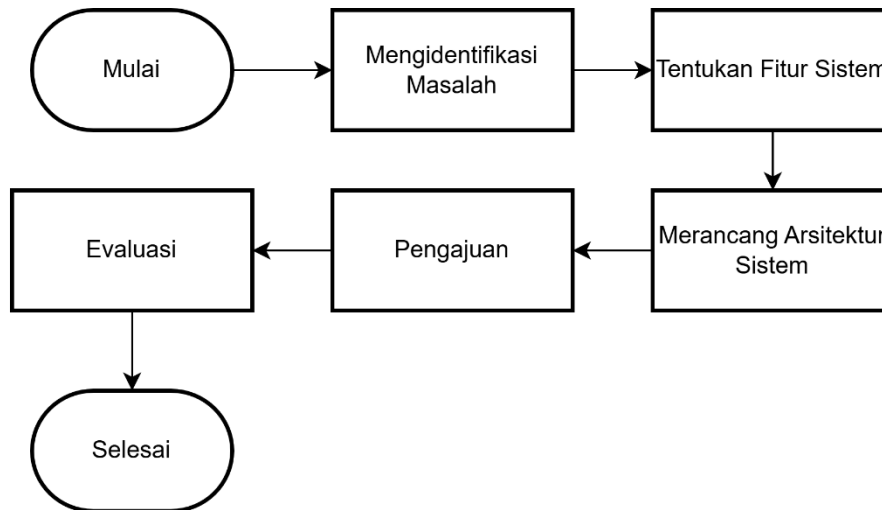 Mulai
Mengidentifikasi
Masalah
Tentukan Fitur Sistem
Merancang Arsitektur
Sistem
Pengajuan
Evaluasi
Selesai